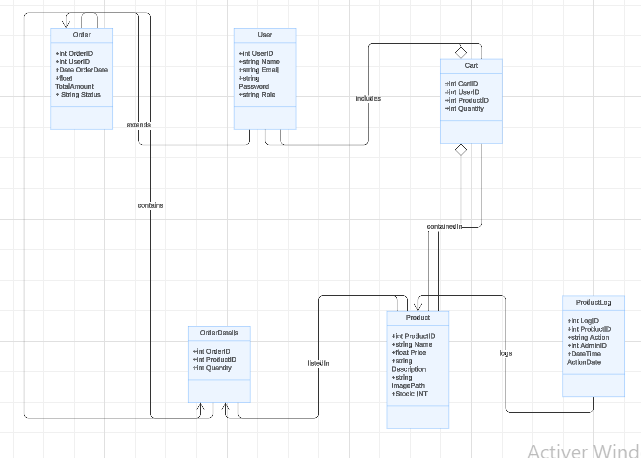 Order
+int OrderID
+int UserID
+Date OrderDate
+float
TotalAmount
+ String Status
User
+int UserID
+string Name
+string Email
+string
Password
+string Role
Cart
+int CartID
+int UserID
+int ProductID
+int Quantity
includes
extends
contains
containedIn
OrderDetails
+int OrderID
+int ProductID
+int Quantity
listedIn
Product
+int ProductID
+string Name
+float Price
+string
Description
+string
ImagePath
+Stock INT
logs
ProductLog
+int LogID
+int ProductID
+string Action
+int AdminID
+DateTime
ActionDate
Activer Wind